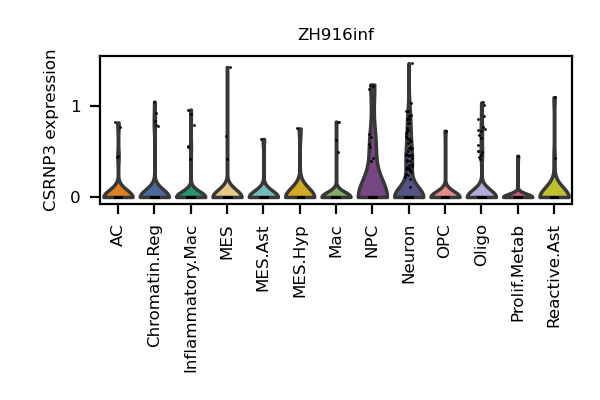 ZH916inf
CSRNP3 expression
1
0
AC
Chromatin.Reg
Inflammatory.Mac
MES
MES.Ast
MES.Hyp
Mac
NPC
Neuron
OPC
Oligo
Prolif.Metab
Reactive.Ast